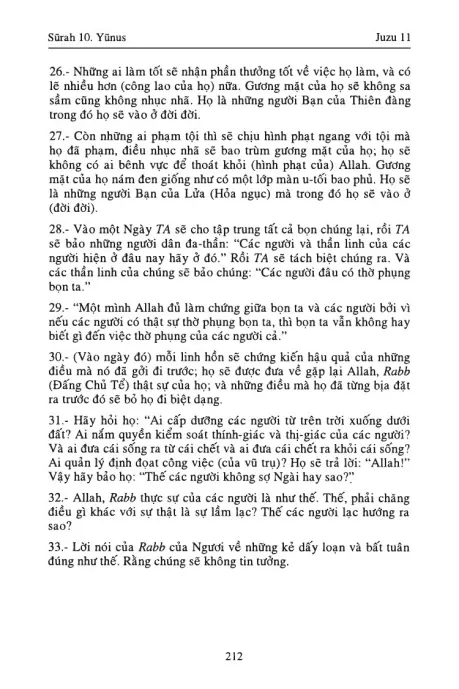 Sūrah 10. Yūnus Juzu 11
26.- Những ai làm tốt sẽ nhận phần thưởng tốt về việc họ làm, và có
lẽ nhiều hơn (công lao của họ) nữa. Gương mặt của họ sẽ không sa
sầm cũng không nhục nhã. Họ là những người Bạn của Thiên đàng
trong đó họ sẽ vào ở đời đời.
27.- Còn những ai phạm tội thì sẽ chịu hình phạt ngang với tội mà
họ đã phạm, điều nhục nhã sẽ bao trùm gương mặt của họ; họ sẽ
không có ai bênh vực để thoát khỏi (hình phạt của) Allah. Gương
mặt của họ nám đen giống như có một lớp màn u-tối bao phủ. Họ sẽ
là những người Bạn của Lửa (Hỏa ngục) mà trong đó họ sẽ vào ở
(đời đời).
28.- Vào một Ngày TA sẽ cho tập trung tất cả bọn chúng lại, rồi TA
sẽ bảo những người dân đa-thần: “Các người và thần linh của các
người hiện ở đâu nay hãy ở đó.” Rồi TA sẽ tách biệt chúng ra. Và
các thần linh của chúng sẽ bảo chúng: “Các người đâu có thờ phụng
bọn ta.”
29.- “Một mình Allah đủ làm chứng giữa bọn ta và các người bởi vì
nếu các người có thật sự thờ phụng bọn ta, thì bọn ta vẫn không hay
biết gì đến việc thờ phụng của các người cả.”
30.- (Vào ngày đó) mỗi linh hồn sẽ chứng kiến hậu quả của những
điều mà nó đã gởi đi trước; họ sẽ được đưa về gặp lại Allah, Rabb
(Đấng Chủ Tể) thật sự của họ; và những điều mà họ đã từng bịa đặt
ra trước đó sẽ bỏ họ đi biệt dạng.
31.- Hãy hỏi họ: “Ai cấp dưỡng các người từ trên trời xuống dưới
đất? Ai nắm quyền kiểm soát thính-giác và thị-giác của các người?
Và ai đưa cái sống ra từ cái chết và ai đưa cái chết ra khỏi cái sống?
Ai quản lý định đoạt công việc (của vũ trụ)? Họ sẽ trả lời: “Allah!”
Vậy hãy bảo họ: “Thế các người không sợ Ngài hay sao?”
32.- Allah, Rabb thực sự của các người là như thế. Thế, phải chăng
điều gì khác với sự thật là sự lầm lạc? Thế các người lạc hướng ra
sao?
33.- Lời nói của Rabb của Ngươi về những kẻ dấy loạn và bất tuân
đúng như thế. Rằng chúng sẽ không tin tưởng.
212